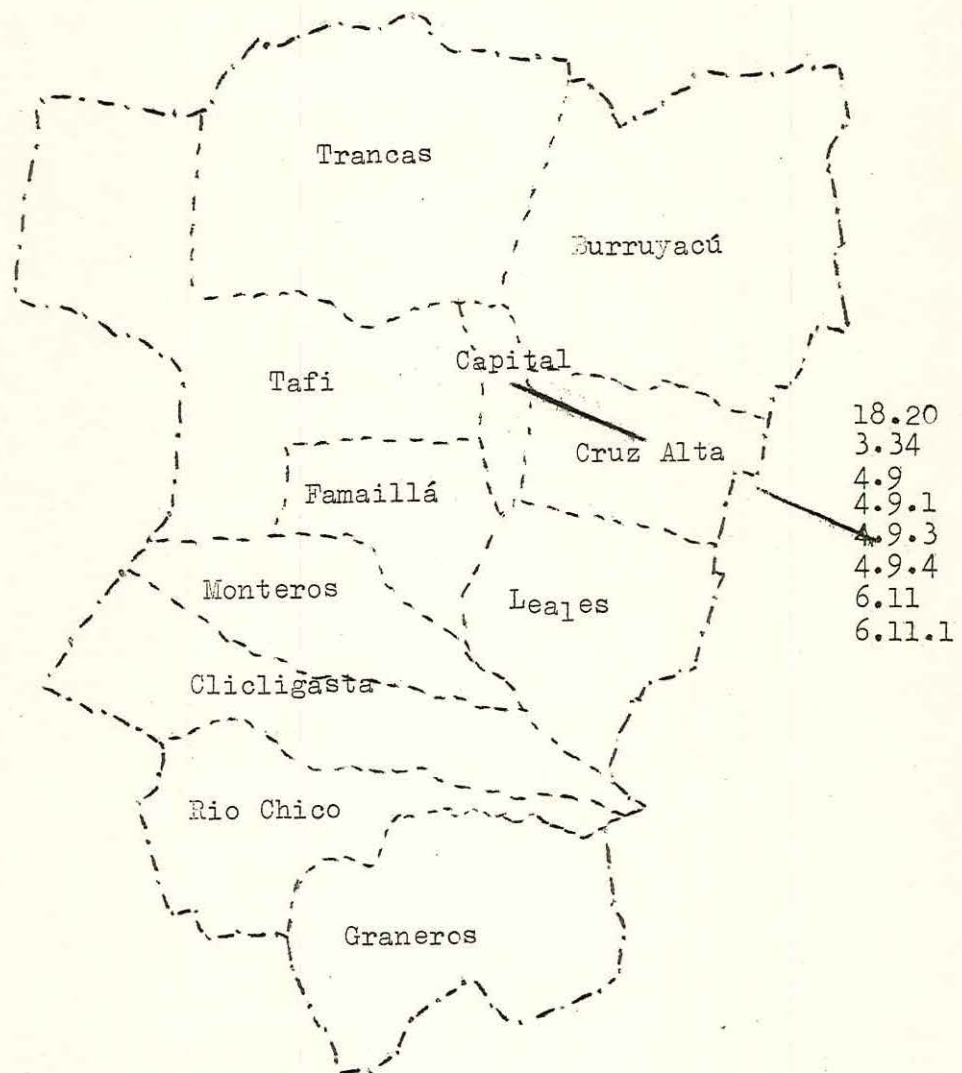 Trancas
Burruyacú
Capital
Tafi
18.20
3.34
Cruz Alta
4.9
Famaillá
4.9.1
4.9.3
4.9.4
Monteros
Leales
6.11
6.11.1
Clicligasta
Rio Chico
Graneros